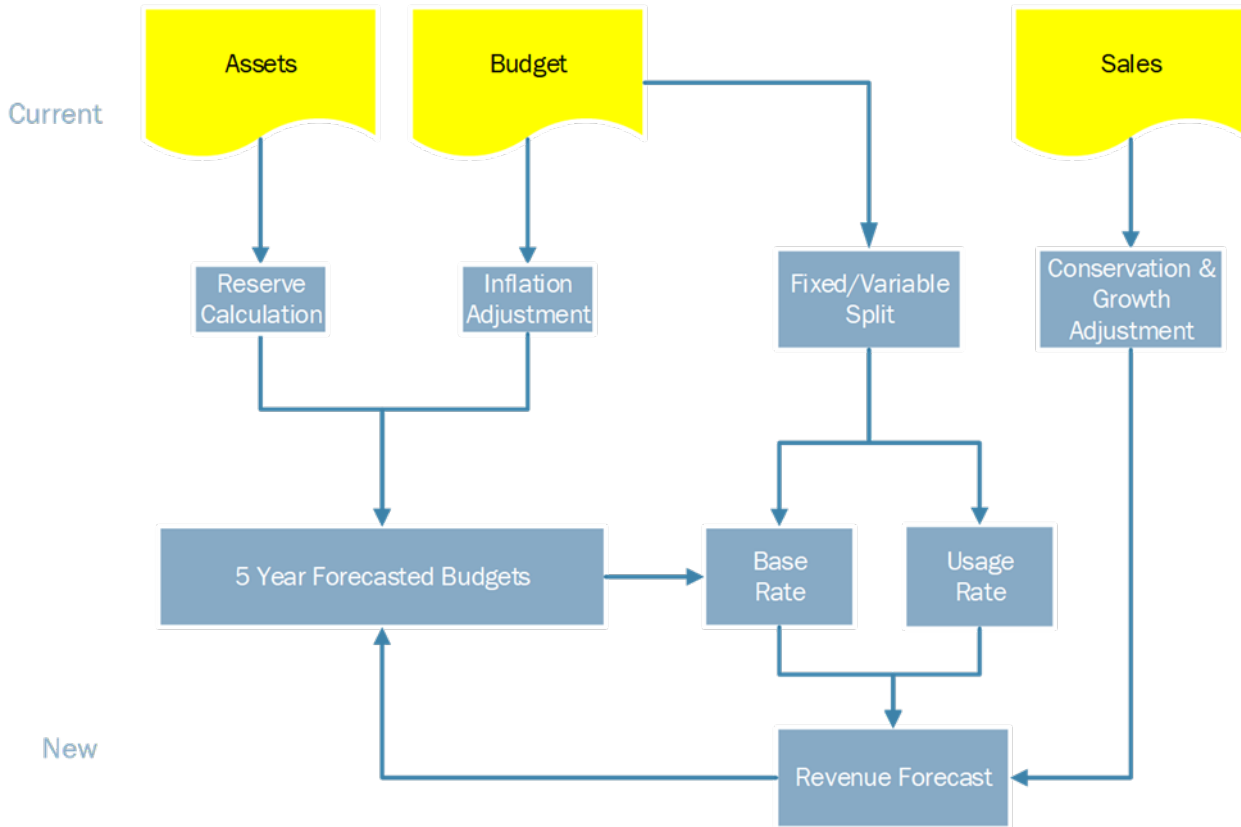 Assets
Budget
Sales
Current
Reserve
Calculation
Inflation
Adjustment
Fixed/Variable
Split
Conservation &
Growth
Adjustment
5 Year Forecasted Budgets
Base
Rate
Usage
Rate
New
Revenue Forecast